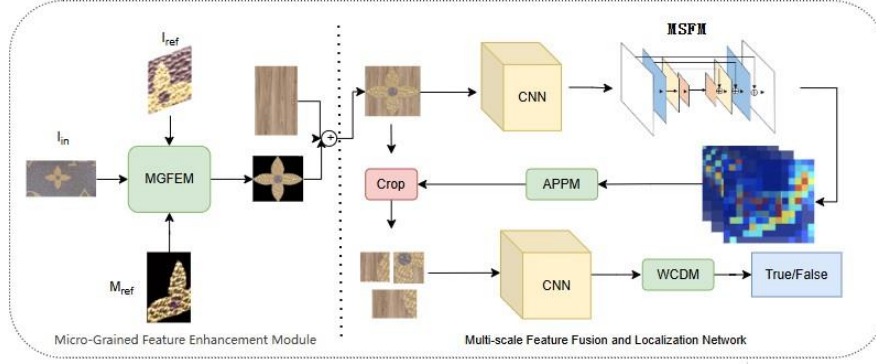 I_ref
MSFM
I_in
CNN
MGFEM
+
Crop
APPM
M_ref
CNN
WCDM
True/False
Micro-Grained Feature Enhancement Module
Multi-scale Feature Fusion and Localization Network